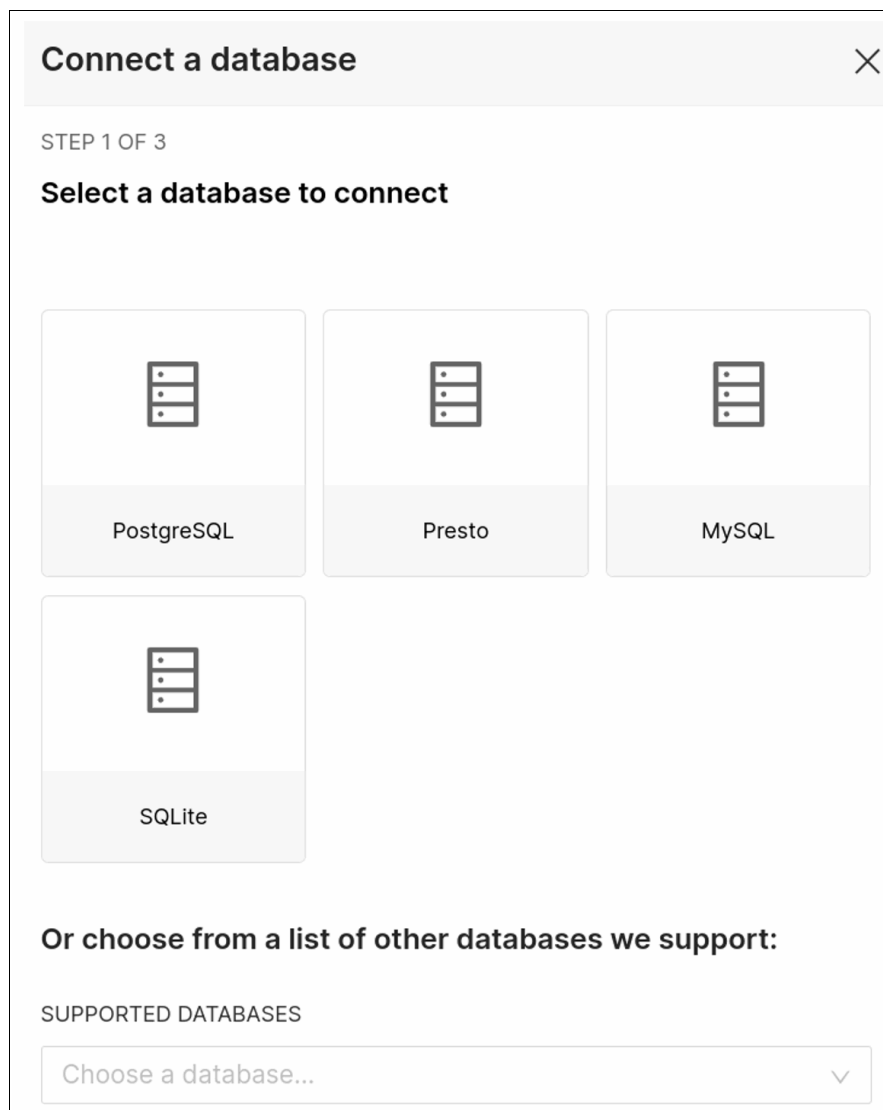 Connect a database
STEP 1 OF 3
Select a database to connect
PostgreSQL
Presto
MySQL
SQLite
Or choose from a list of other databases we support:
SUPPORTED DATABASES
Choose a database...